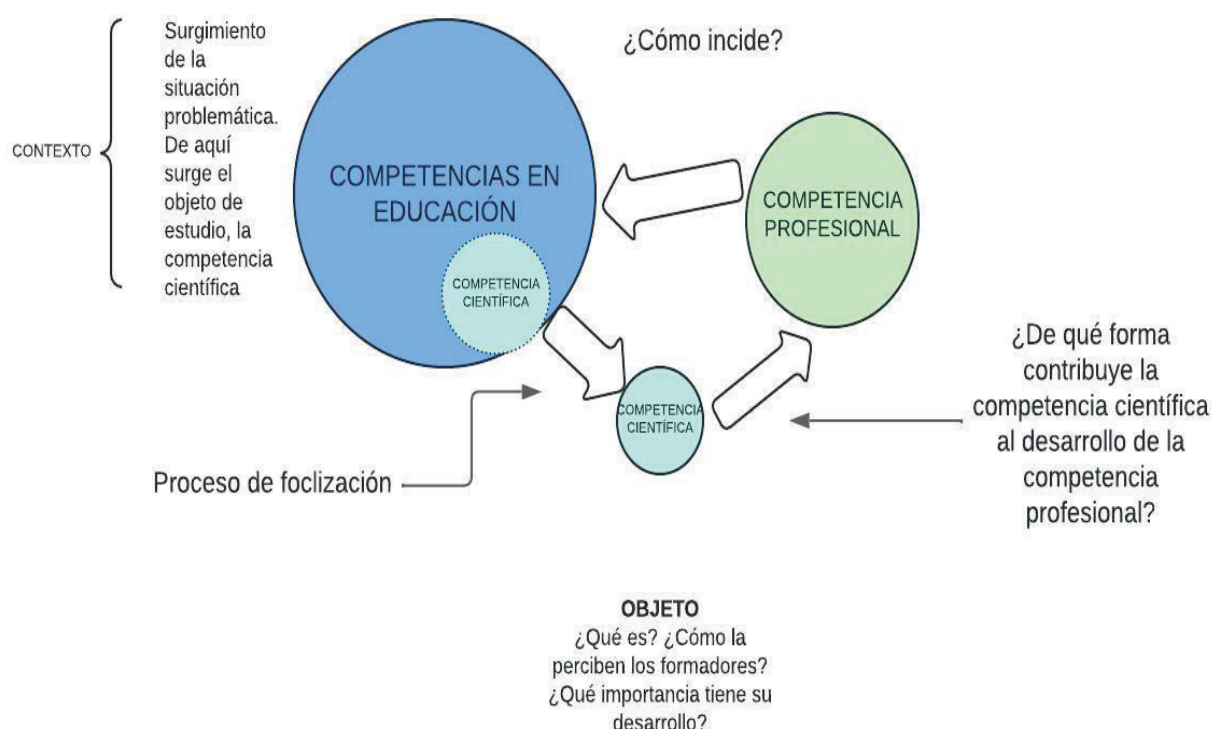 CONTEXTO
Surgimiento
de la
situación
problemática.
De aquí
surge el
objeto de
estudio, la
competencia
científica
¿Cómo incide?
COMPETENCIAS EN
EDUCACIÓN
COMPETENCIA
CIENTÍFICA
COMPETENCIA
PROFESIONAL
COMPETENCIA
CIENTÍFICA
Proceso de foclización
¿De qué forma
contribuye la
competencia científica
al desarrollo de la
competencia
profesional?
OBJETO
¿Qué es? ¿Cómo la
perciben los formadores?
¿Qué importancia tiene su
desarrollo?